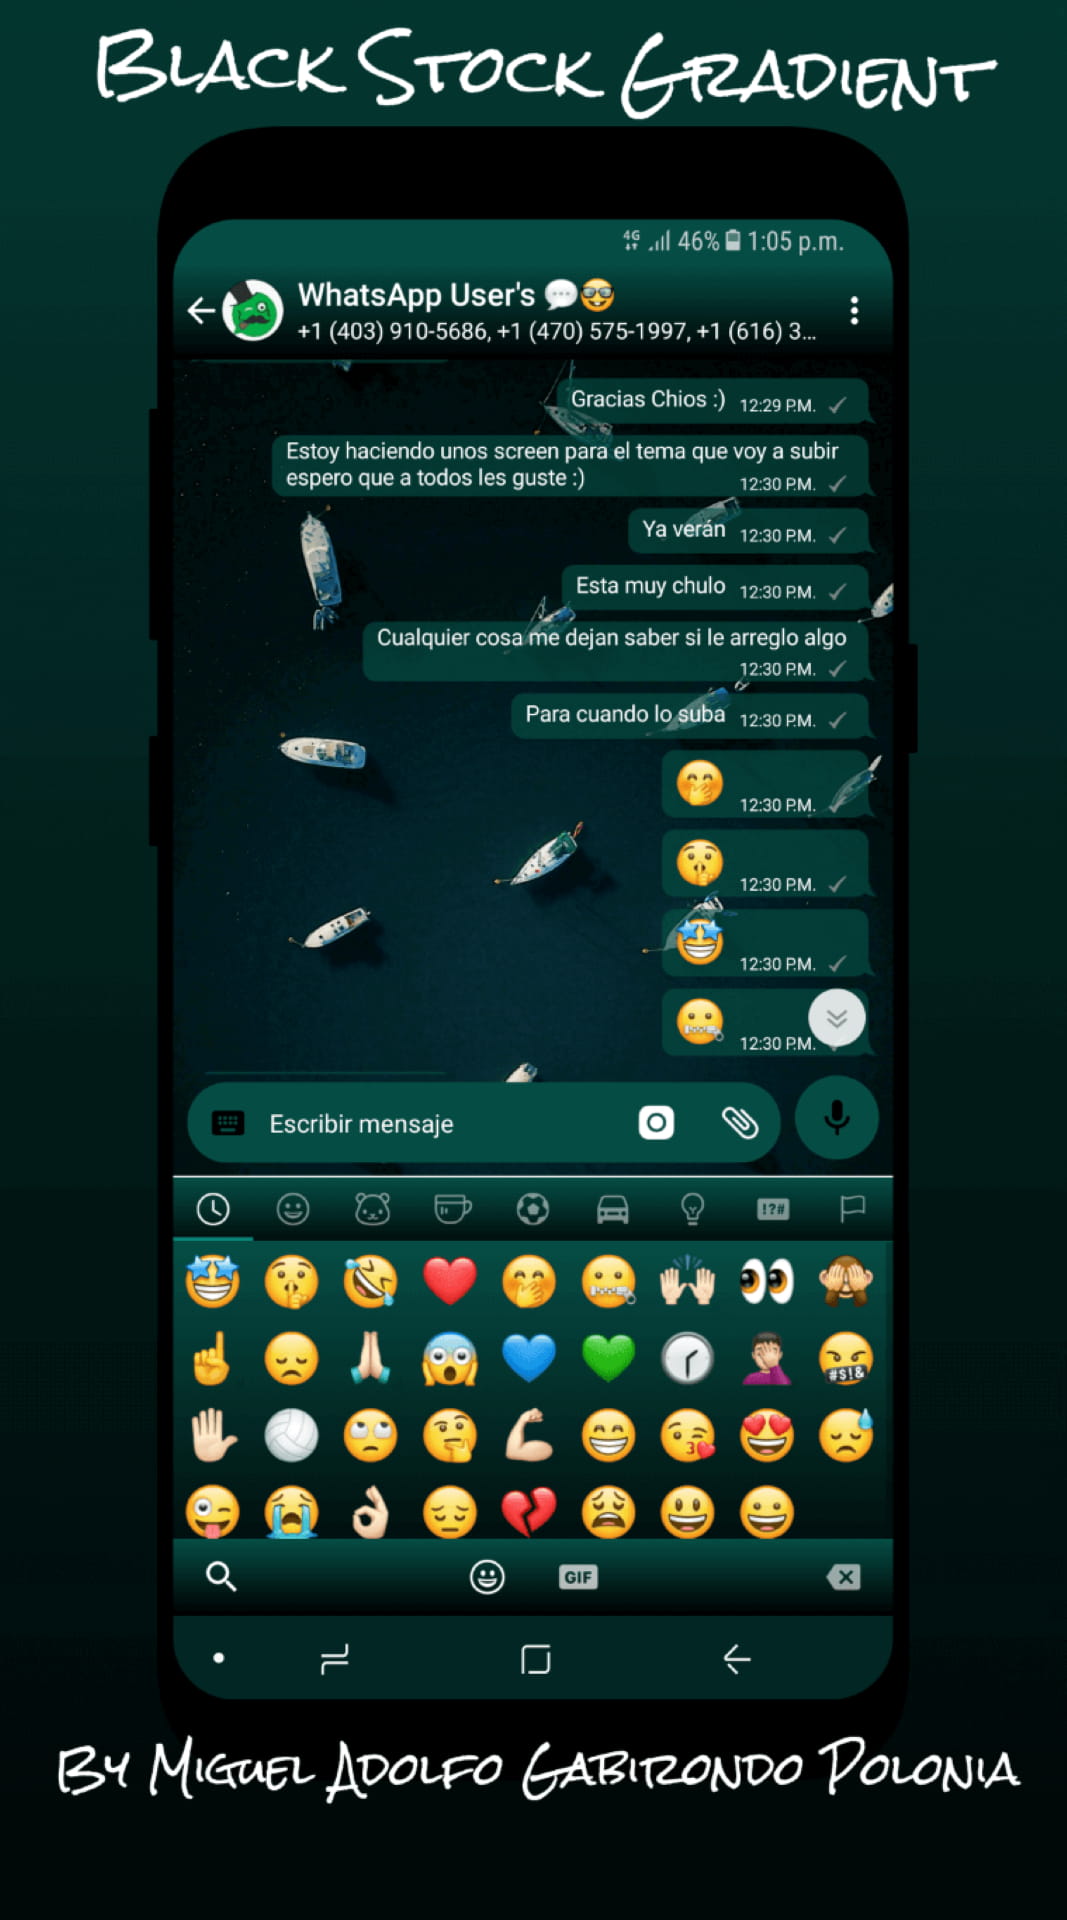 Black Stock Gradient
4G 46% 1:05 p.m.
WhatsApp User's 💬🤓
+1 (403) 910-5686, +1 (470) 575-1997, +1 (616) 3...
Gracias Chios :) 12:29 P.M.
Estoy haciendo unos screen para el tema que voy a subir
espero que a todos les guste :) 12:30 P.M.
Ya verán 12:30 P.M.
Esta muy chulo 12:30 P.M.
Cualquier cosa me dejan saber si le arreglo algo
12:30 P.M.
Para cuando lo suba 12:30 P.M.
12:30 P.M.
12:30 P.M.
12:30 P.M.
12:30 P.M.
Escribir mensaje
!?#
#$!&
GIF
By Miguel Adolfo Gabirondo Polonia